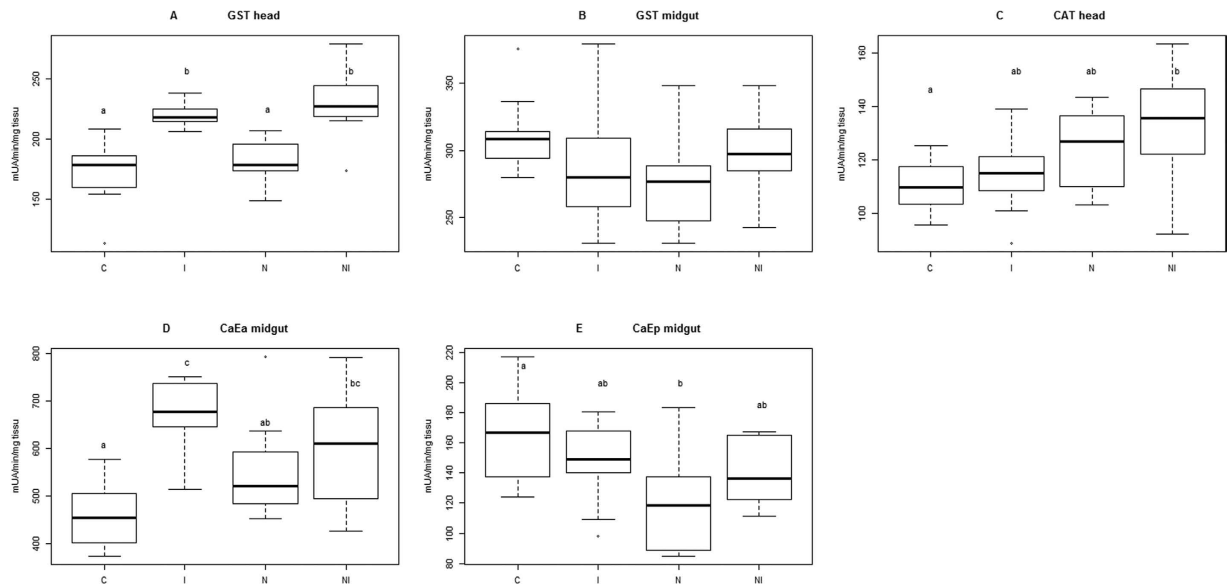 A GST head
250
200
150
mUA/min/mg tissu
a
b
a
b
C I N NI
B GST midgut
350
300
250
mUA/min/mg tissu
C I N NI
C CAT head
160
140
120
100
mUA/min/mg tissu
a
ab
ab
b
C I N NI
D CaEa midgut
800
700
600
500
400
mUA/min/mg tissu
a
c
ab
bc
C I N NI
E CaEp midgut
220
200
180
160
140
120
100
80
mUA/min/mg tissu
a
ab
b
ab
C I N NI